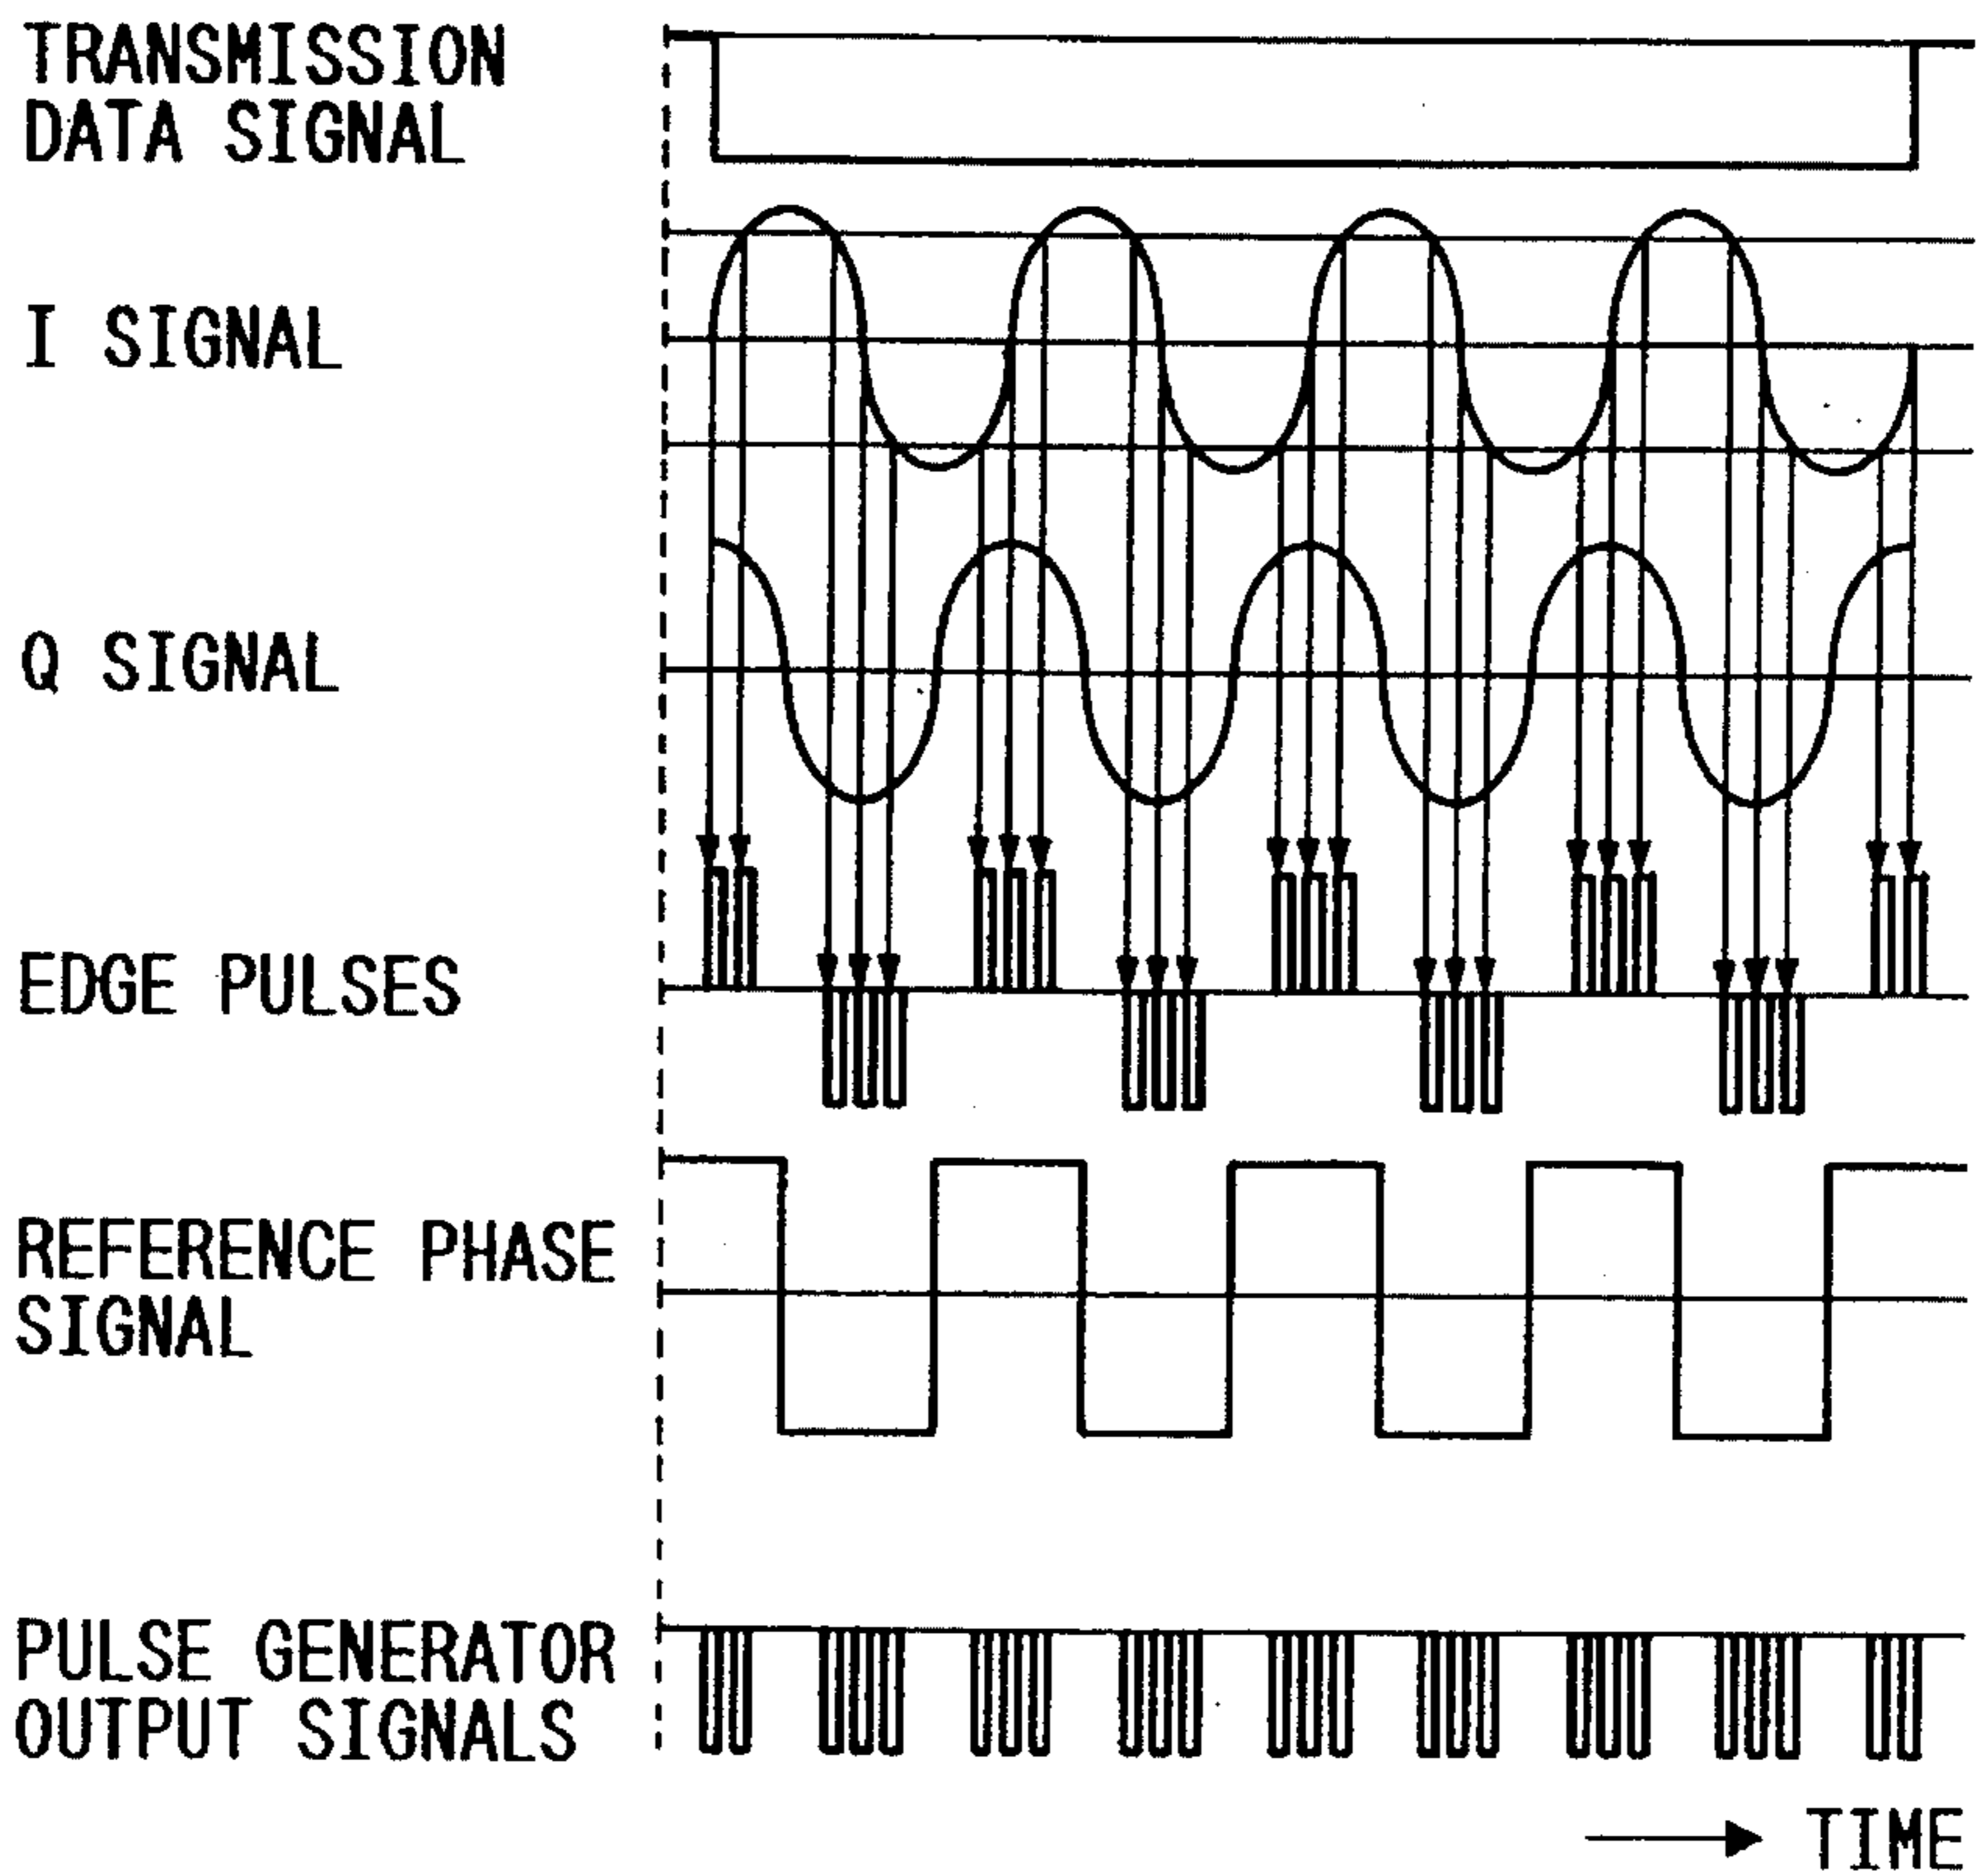 TRANSMISSION
DATA SIGNAL
I SIGNAL
Q SIGNAL
EDGE PULSES
REFERENCE PHASE
SIGNAL
PULSE GENERATOR
OUTPUT SIGNALS
TIME